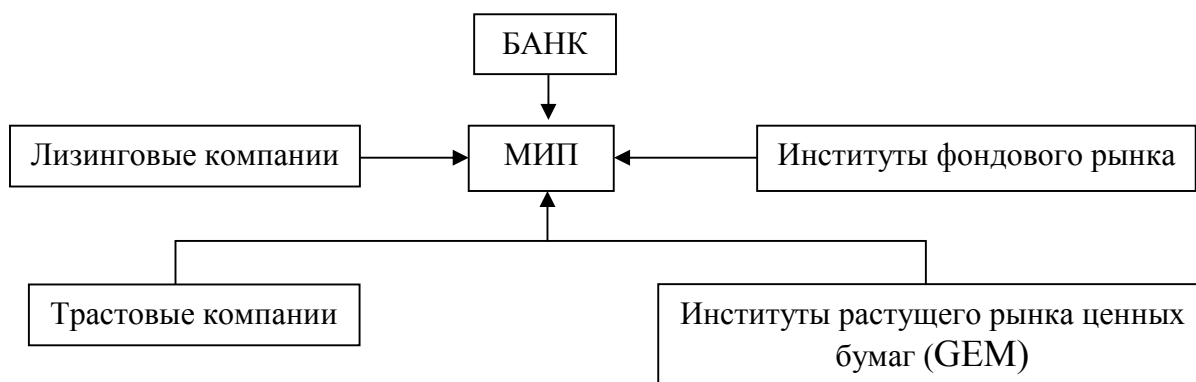 БАНК
Лизинговые компании
МИП
Институты фондового рынка
Трастовые компании
Институты растущего рынка ценных
бумаг (GEM)